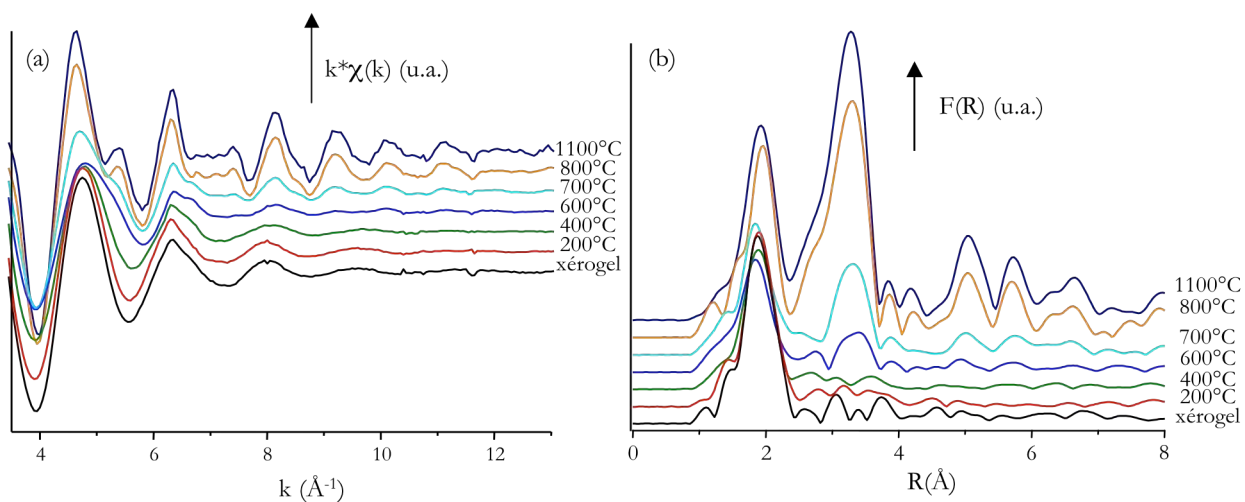 (a)
k*χ(k) (u.a.)
1100°C
800°C
700°C
600°C
400°C
200°C
xérogel
4 6 8 10 12
k (Å-1)
(b)
F(R) (u.a.)
1100°C
800°C
700°C
600°C
400°C
200°C
xérogel
0 2 4 6 8
R(Å)